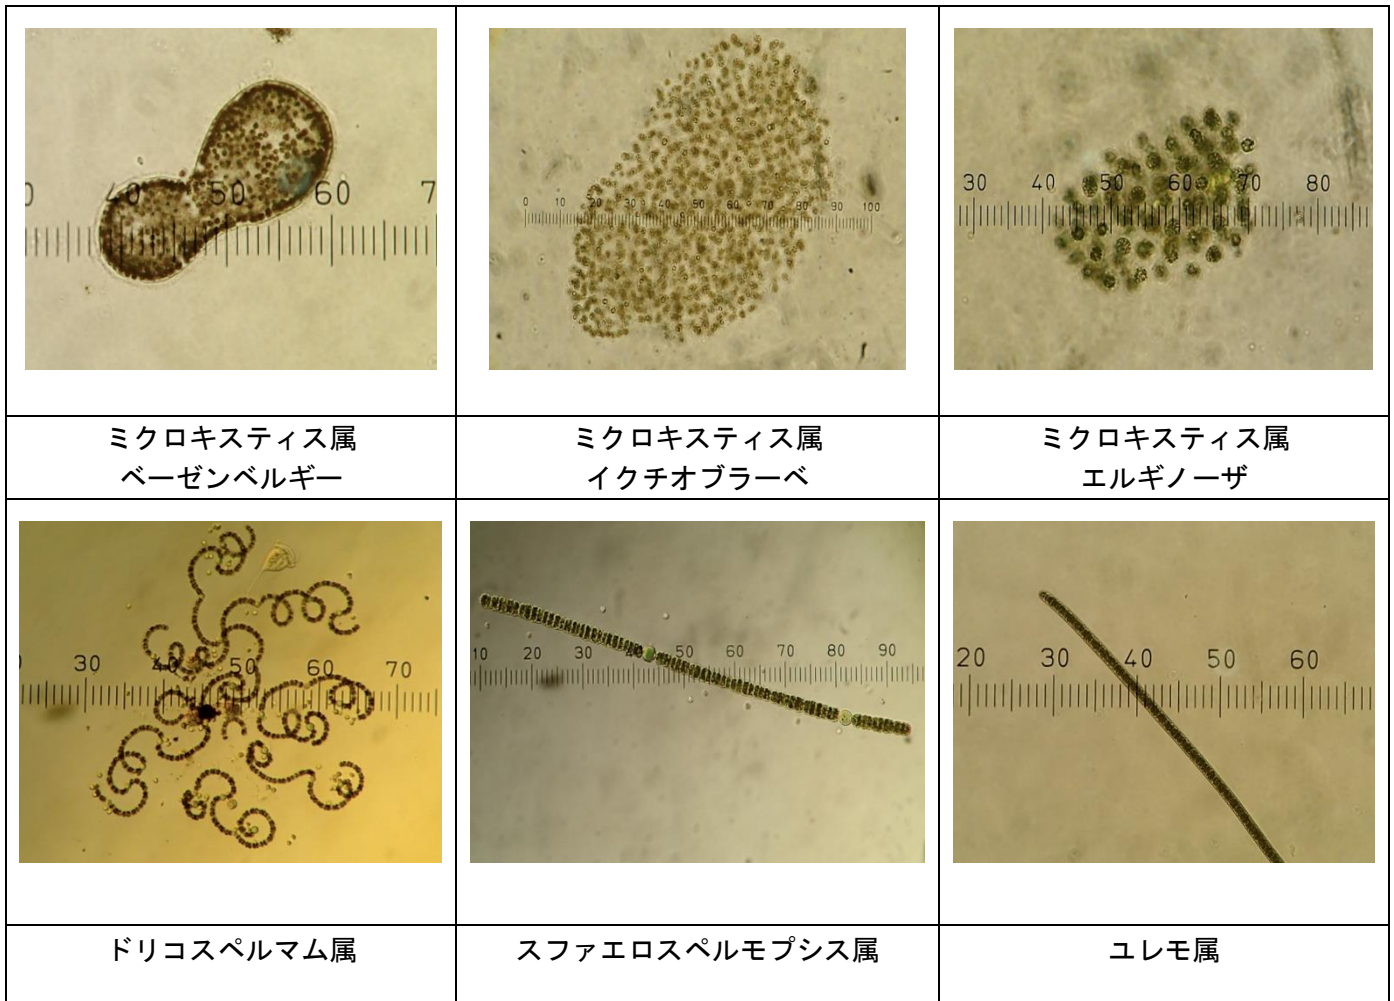 0 40 50 60 7
0 10 20 30 40 50 60 70 80 90 100
30 40 50 60 70 80
ミクロキスティス属
ベーゼンベルギー
ミクロキスティス属
イクチオブラーベ
ミクロキスティス属
エルギノーザ
30 40 50 60 70
10 20 30 40 50 60 70 80 90
20 30 40 50 60
ドリコスペルマム属
スファエロスペルモプシス属
ユレモ属